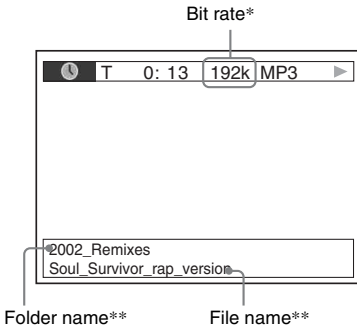 Bit rate*
T 0: 13 192k MP3
2002_Remixes
Soul_Survivor_rap_version
Folder name** File name**